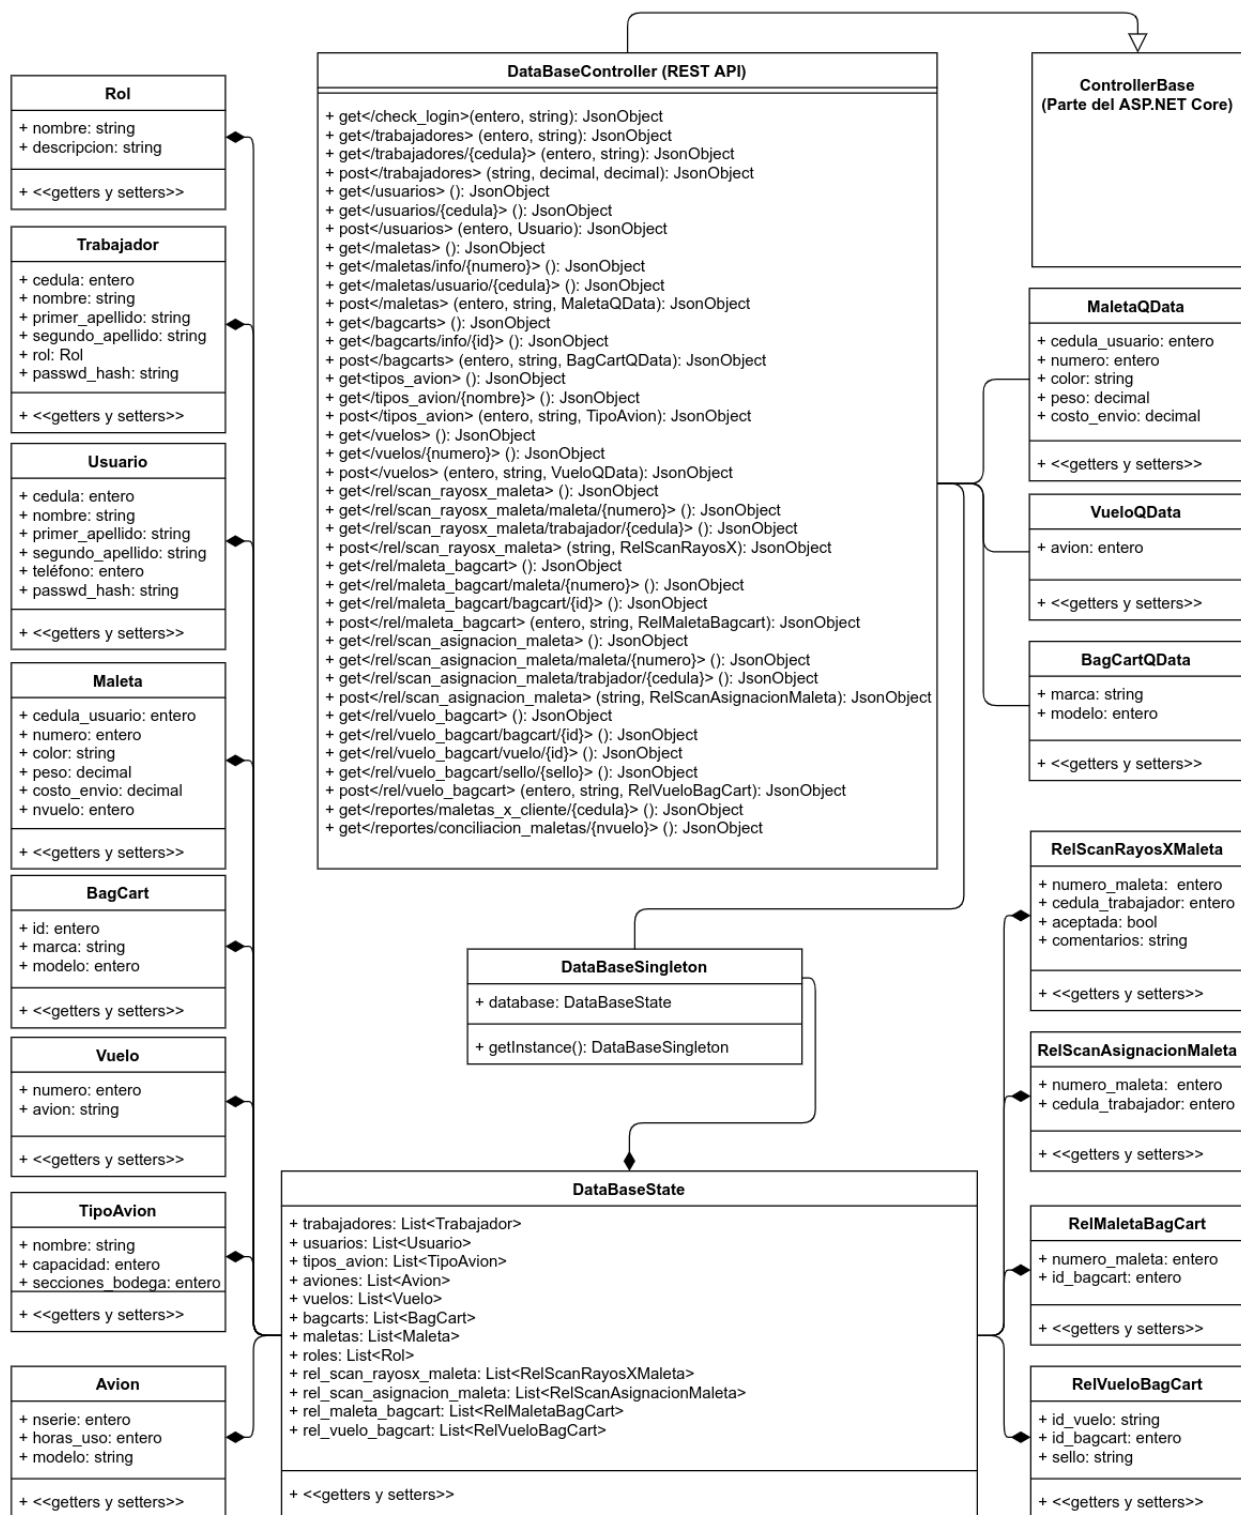 DataBaseController (REST API)
+ get</check_login>(entero, string): JsonObject
+ get</trabajadores> (entero, string): JsonObject
+ get</trabajadores/{cedula}> (entero, string): JsonObject
+ post</trabajadores> (string, decimal, decimal): JsonObject
+ get</usuarios> (): JsonObject
+ get</usuarios/{cedula}> (): JsonObject
+ post</usuarios> (entero, Usuario): JsonObject
+ get</maletas> (): JsonObject
+ get</maletas/info/{numero}> (): JsonObject
+ get</maletas/usuario/{cedula}> (): JsonObject
+ post</maletas> (entero, string, MaletaQData): JsonObject
+ get</bagcarts> (): JsonObject
+ get</bagcarts/info/{id}> (): JsonObject
+ post</bagcarts> (entero, string, BagCartQData): JsonObject
+ get<tipos_avion> (): JsonObject
+ get</tipos_avion/{nombre}> (): JsonObject
+ post</tipos_avion> (entero, string, TipoAvion): JsonObject
+ get</vuelos> (): JsonObject
+ get</vuelos/{numero}> (): JsonObject
+ post</vuelos> (entero, string, VueloQData): JsonObject
+ get</rel/scan_rayosx_maleta> (): JsonObject
+ get</rel/scan_rayosx_maleta/maleta/{numero}> (): JsonObject
+ get</rel/scan_rayosx_maleta/trabajador/{cedula}> (): JsonObject
+ post</rel/scan_rayosx_maleta> (string, RelScanRayosX): JsonObject
+ get</rel/maleta_bagcart> (): JsonObject
+ get</rel/maleta_bagcart/maleta/{numero}> (): JsonObject
+ get</rel/maleta_bagcart/bagcart/{id}> (): JsonObject
+ post</rel/maleta_bagcart> (entero, string, RelMaletaBagcart): JsonObject
+ get</rel/scan_asignacion_maleta> (): JsonObject
+ get</rel/scan_asignacion_maleta/maleta/{numero}> (): JsonObject
+ get</rel/scan_asignacion_maleta/trabjador/{cedula}> (): JsonObject
+ post</rel/scan_asignacion_maleta> (string, RelScanAsignacionMaleta): JsonObject
+ get</rel/vuelo_bagcart> (): JsonObject
+ get</rel/vuelo_bagcart/bagcart/{id}> (): JsonObject
+ get</rel/vuelo_bagcart/vuelo/{id}> (): JsonObject
+ get</rel/vuelo_bagcart/sello/{sello}> (): JsonObject
+ post</rel/vuelo_bagcart> (entero, string, RelVueloBagCart): JsonObject
+ get</reportes/maletas_x_cliente/{cedula}> (): JsonObject
+ get</reportes/conciliacion_maletas/{nvuelo}> (): JsonObject
ControllerBase
(Parte del ASP.NET Core)
Rol
+ nombre: string
+ descripcion: string
+ <<getters y setters>>
Trabajador
+ cedula: entero
+ nombre: string
+ primer_apellido: string
+ segundo_apellido: string
+ rol: Rol
+ passwd_hash: string
+ <<getters y setters>>
Usuario
+ cedula: entero
+ nombre: string
+ primer_apellido: string
+ segundo_apellido: string
+ teléfono: entero
+ passwd_hash: string
+ <<getters y setters>>
Maleta
+ cedula_usuario: entero
+ numero: entero
+ color: string
+ peso: decimal
+ costo_envio: decimal
+ nvuelo: entero
+ <<getters y setters>>
BagCart
+ id: entero
+ marca: string
+ modelo: entero
+ <<getters y setters>>
Vuelo
+ numero: entero
+ avion: string
+ <<getters y setters>>
TipoAvion
+ nombre: string
+ capacidad: entero
+ secciones_bodega: entero
+ <<getters y setters>>
Avion
+ nserie: entero
+ horas_uso: entero
+ modelo: string
+ <<getters y setters>>
MaletaQData
+ cedula_usuario: entero
+ numero: entero
+ color: string
+ peso: decimal
+ costo_envio: decimal
+ <<getters y setters>>
VueloQData
+ avion: entero
+ <<getters y setters>>
BagCartQData
+ marca: string
+ modelo: entero
+ <<getters y setters>>
DataBaseSingleton
+ database: DataBaseState
+ getInstance(): DataBaseSingleton
DataBaseState
+ trabajadores: List<Trabajador>
+ usuarios: List<Usuario>
+ tipos_avion: List<TipoAvion>
+ aviones: List<Avion>
+ vuelos: List<Vuelo>
+ bagcarts: List<BagCart>
+ maletas: List<Maleta>
+ roles: List<Rol>
+ rel_scan_rayosx_maleta: List<RelScanRayosXMaleta>
+ rel_scan_asignacion_maleta: List<RelScanAsignacionMaleta>
+ rel_maleta_bagcart: List<RelMaletaBagCart>
+ rel_vuelo_bagcart: List<RelVueloBagCart>
+ <<getters y setters>>
RelScanRayosXMaleta
+ numero_maleta: entero
+ cedula_trabajador: entero
+ aceptada: bool
+ comentarios: string
+ <<getters y setters>>
RelScanAsignacionMaleta
+ numero_maleta: entero
+ cedula_trabajador: entero
+ <<getters y setters>>
RelMaletaBagCart
+ numero_maleta: entero
+ id_bagcart: entero
+ <<getters y setters>>
RelVueloBagCart
+ id_vuelo: string
+ id_bagcart: entero
+ sello: string
+ <<getters y setters>>